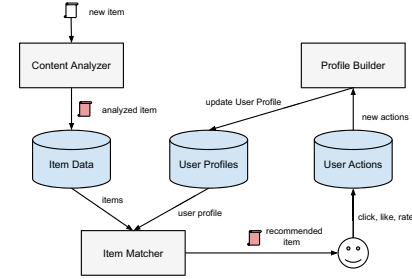 new item
Content Analyzer
Profile Builder
analyzed item
update User Profile
new actions
Item Data
User Profiles
User Actions
items
user profile
click, like, rate
recommended
item
Item Matcher